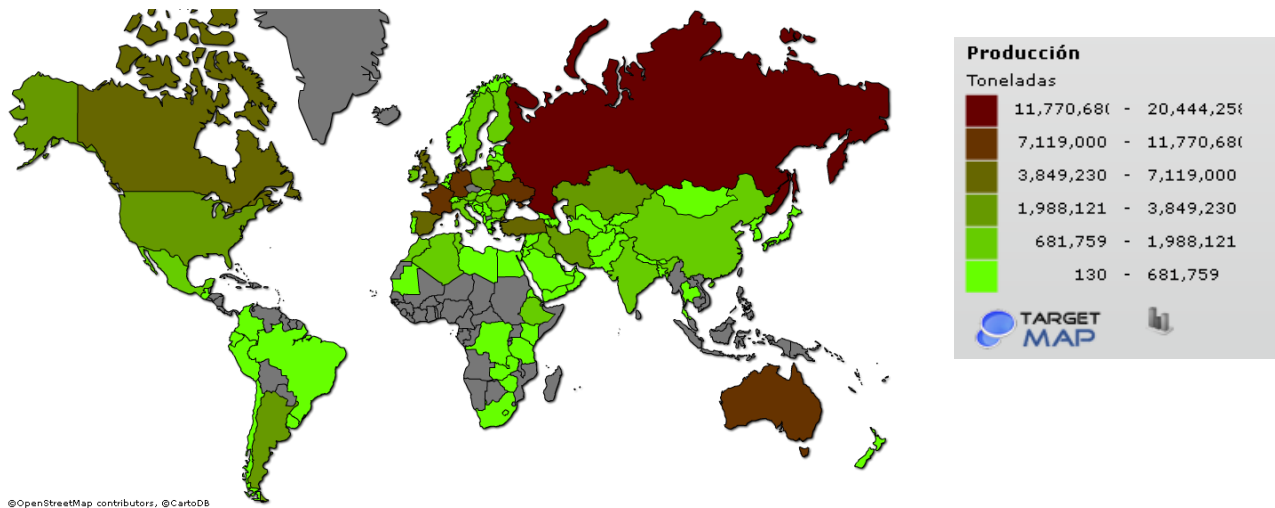 Producción
Toneladas
11,770,68( - 20,444,258
7,119,000 - 11,770,68(
3,849,230 - 7,119,000
1,988,121 - 3,849,230
681,759 - 1,988,121
130 - 681,759
TARGET
MAP
©OpenStreetMap contributors, ©CartoDB